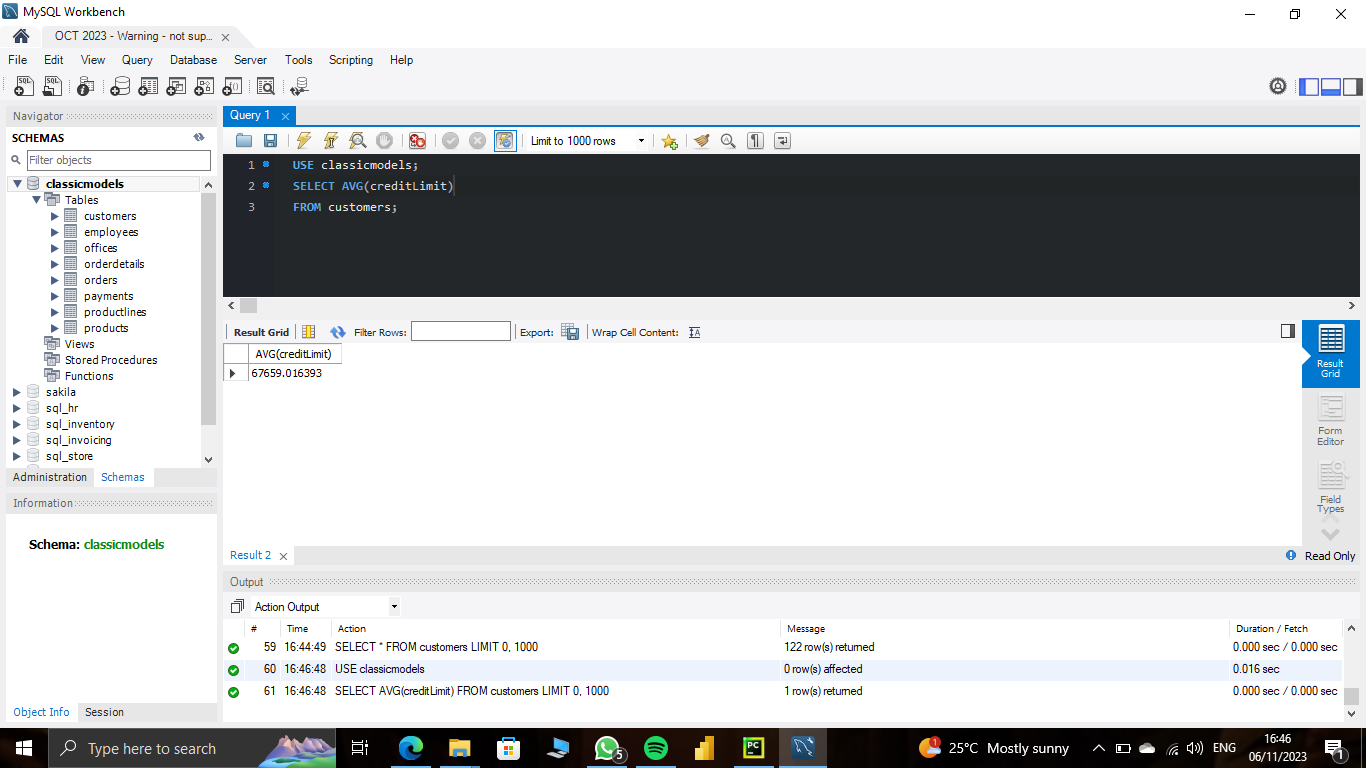 MySQL Workbench
OCT 2023 - Warning - not sup...
File Edit View Query Database Server Tools Scripting Help
Navigator
SCHEMAS
Filter objects
classicmodels
Tables
customers
employees
offices
orderdetails
orders
payments
productlines
products
Views
Stored Procedures
Functions
sakila
sql_hr
sql_inventory
sql_invoicing
sql_store
Administration Schemas
Information
Schema: classicmodels
Object Info Session
Query 1
Limit to 1000 rows
1 USE classicmodels;
2 SELECT AVG(creditLimit)
3 FROM customers;
Result Grid Filter Rows: Export: Wrap Cell Content:
AVG(creditLimit)
67659.016393
Result Grid
Form Editor
Field Types
Result 2
Read Only
Output
Action Output
# Time Action Message Duration / Fetch
59 16:44:49 SELECT * FROM customers LIMIT 0, 1000 122 row(s) returned 0.000 sec / 0.000 sec
60 16:46:48 USE classicmodels 0 row(s) affected 0.016 sec
61 16:46:48 SELECT AVG(creditLimit) FROM customers LIMIT 0, 1000 1 row(s) returned 0.000 sec / 0.000 sec
Type here to search
5
PC
1
25°C Mostly sunny
ENG
16:46
06/11/2023
1